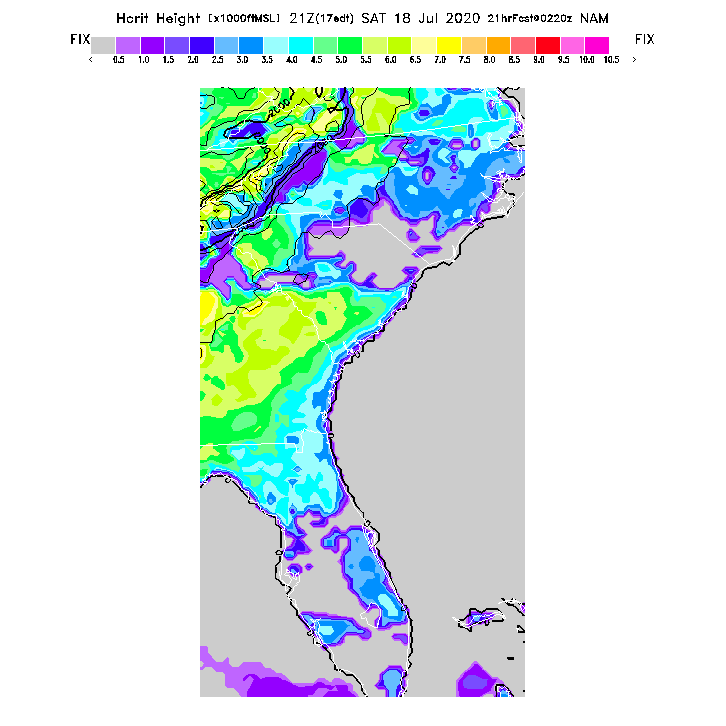 Hcrit Height [x1000ftMSL] 21Z(17edt) SAT 18 Jul 2020 21hrFcst@0220z NAM
FIX FIX
< 0.5 1.0 1.5 2.0 2.5 3.0 3.5 4.0 4.5 5.0 5.5 6.0 6.5 7.0 7.5 8.0 8.5 9.0 9.5 10.0 10.5 >
2000